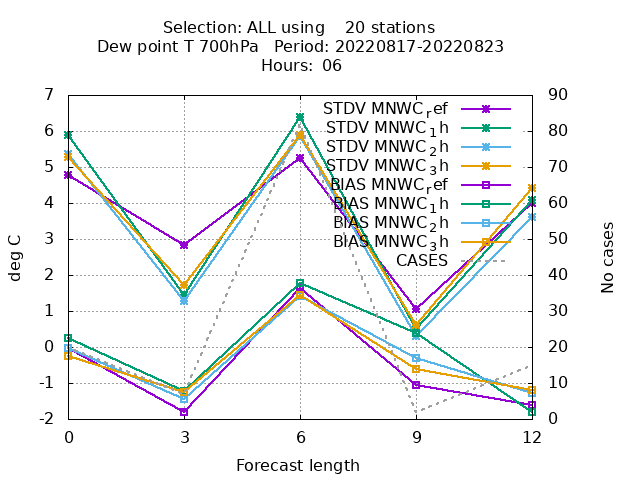 Selection: ALL using    20 stations
Dew point T 700hPa   Period: 20220817-20220823
Hours: 06
7 90
STDV MNWC_ref
6 80
STDV MNWC_1h
STDV MNWC_2h
5 70
STDV MNWC_3h
BIAS MNWC_ref
4 60
BIAS MNWC_1h
BIAS MNWC_2h
3 50
BIAS MNWC_3h
CASES
2 40
1 30
0 20
-1 10
-2 0
deg C
No cases
0 3 6 9 12
Forecast length